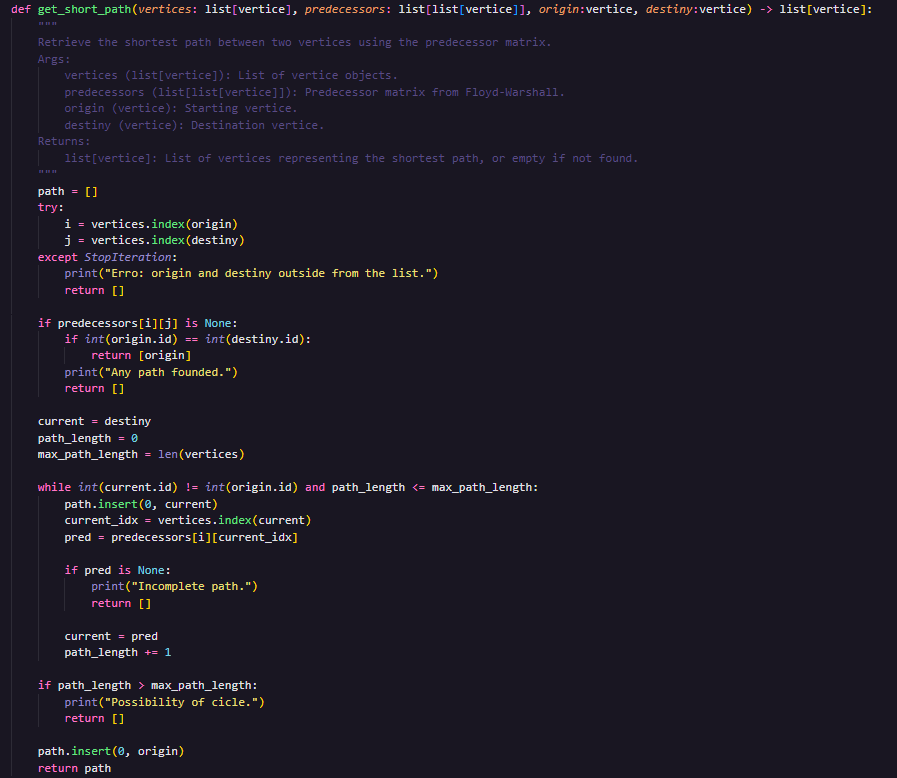 def get_short_path(vertices: list[vertice], predecessors: list[list[vertice]], origin:vertice, destiny:vertice) -> list[vertice]:
    """
    Retrieve the shortest path between two vertices using the predecessor matrix.
    Args:
        vertices (list[vertice]): List of vertice objects.
        predecessors (list[list[vertice]]): Predecessor matrix from Floyd-Warshall.
        origin (vertice): Starting vertice.
        destiny (vertice): Destination vertice.
    Returns:
        list[vertice]: List of vertices representing the shortest path, or empty if not found.
    """
    path = []
    try:
        i = vertices.index(origin)
        j = vertices.index(destiny)
    except StopIteration:
        print("Erro: origin and destiny outside from the list.")
        return []

    if predecessors[i][j] is None:
        if int(origin.id) == int(destiny.id):
            return [origin]
        print("Any path founded.")
        return []

    current = destiny
    path_length = 0
    max_path_length = len(vertices)

    while int(current.id) != int(origin.id) and path_length <= max_path_length:
        path.insert(0, current)
        current_idx = vertices.index(current)
        pred = predecessors[i][current_idx]

        if pred is None:
            print("Incomplete path.")
            return []

        current = pred
        path_length += 1

    if path_length > max_path_length:
        print("Possibility of cicle.")
        return []

    path.insert(0, origin)
    return path